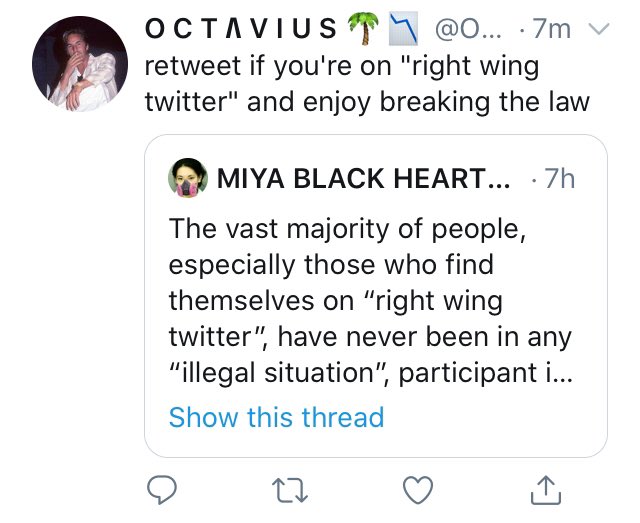 O C T Λ V I U S 🌴 📉 @O... · 7m
retweet if you're on "right wing
twitter" and enjoy breaking the law
MIYA BLACK HEART... · 7h
The vast majority of people,
especially those who find
themselves on “right wing
twitter”, have never been in any
“illegal situation”, participant i...
Show this thread